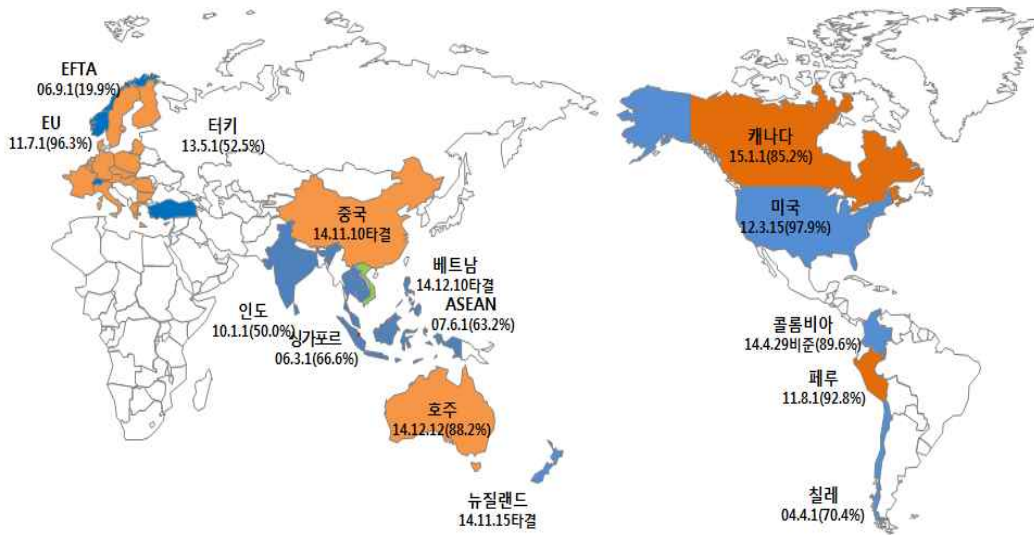 EFTA
06.9.1(19.9%)
EU
11.7.1(96.3%)
터키
13.5.1(52.5%)
중국
14.11.10타결
베트남
14.12.10타결
ASEAN
07.6.1(63.2%)
인도
10.1.1(50.0%)
싱가포르
06.3.1(66.6%)
호주
14.12.12(88.2%)
뉴질랜드
14.11.15타결
캐나다
15.1.1(85.2%)
미국
12.3.15(97.9%)
콜롬비아
14.4.29비준(89.6%)
페루
11.8.1(92.8%)
칠레
04.4.1(70.4%)